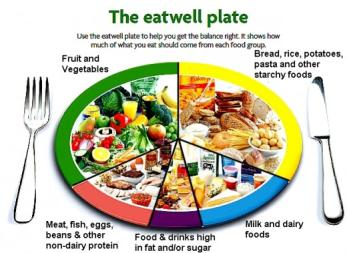 The eatwell plate
Use the eatwell plate to help you get the balance right. It shows how
much of what you eat should come from each food group.
Fruit and
Vegetables
Bread, rice, potatoes,
pasta and other
starchy foods
Meat, fish, eggs,
beans & other
non-dairy protein
Food & drinks high
in fat and/or sugar
Milk and dairy
foods